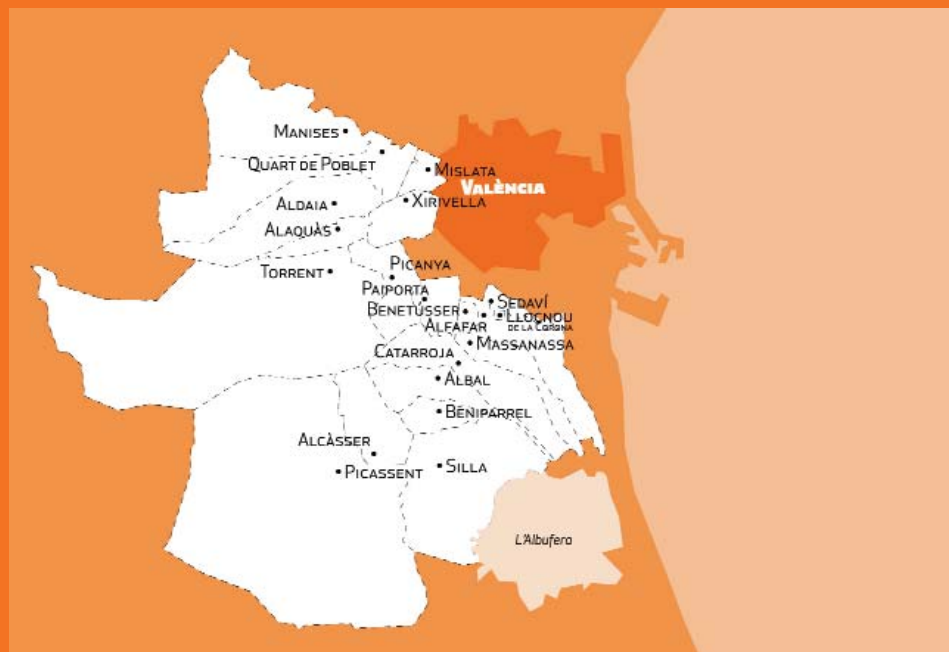 MANISES
QUART DE POBLET
MISLATA
VALÈNCIA
XIRIVELLA
ALDAIA
ALAQUÀS
TORRENT
PICANYA
PAIPORTA
SEDAVÍ
BENETÚSSER
LLOCNOU
DE LA CORONA
ALFAFAR
MASSANASSA
CATARROJA
ALBAL
BENIPARREL
ALCÀSSER
SILLA
PICASSENT
L'Albufera